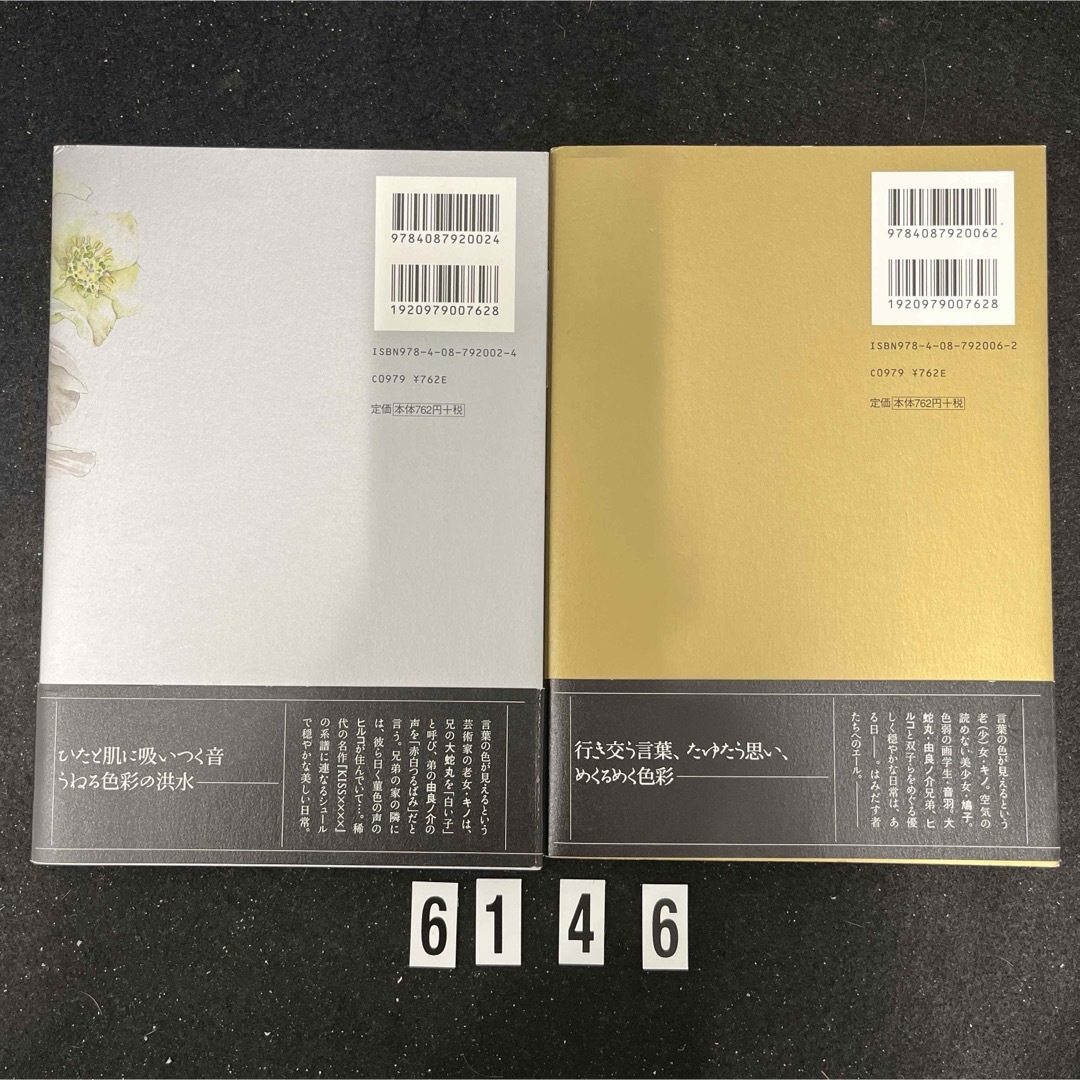 9784087920024
1920979007628
ISBN978-4-08-792002-4
C0979 ¥762E
定価 本体762円+税
ひたと肌に吸いつく音
うねる色彩の洪水――
言葉の色が見えるという
芸術家の老女・キノは、
兄の大蛇丸を「白い子」
と呼び、弟の由良ノ介の
声を「赤白つるばみ」だと
言う。兄弟の家の隣に
は、彼ら曰く菫色の声の
ヒルコが住んでいて…。稀
代の名作『KISSxxxx』
の系譜に連なるシュール
で穏やかな美しい日常。
9784087920062
1920979007628
ISBN978-4-08-792006-2
C0979 ¥762E
定価 本体762円+税
行き交う言葉、たゆたう思い、
めくるめく色彩――
言葉の色が見えるという
老(少)女・キノ。空気の
読めない美少女・鳩子。
色弱の画学生・音羽。大
蛇丸・由良ノ介兄弟、ヒ
ルコと双子らをめぐる優
しく穏やかな日常は、あ
る日――。はみだす者
たちへのエール。
6 1 4 6